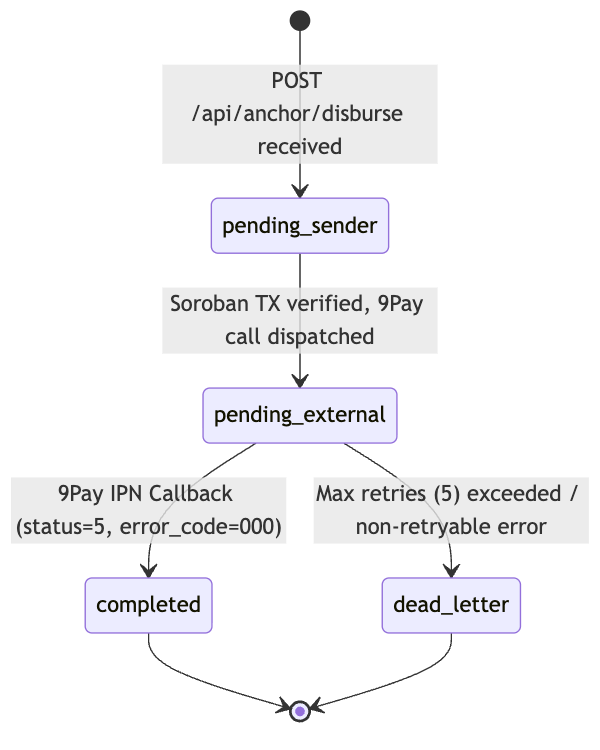 POST
/api/anchor/disburse
received
pending_sender
Soroban TX verified, 9Pay
call dispatched
pending_external
9Pay IPN Callback
(status=5, error_code=000)
Max retries (5) exceeded /
non-retryable error
completed
dead_letter